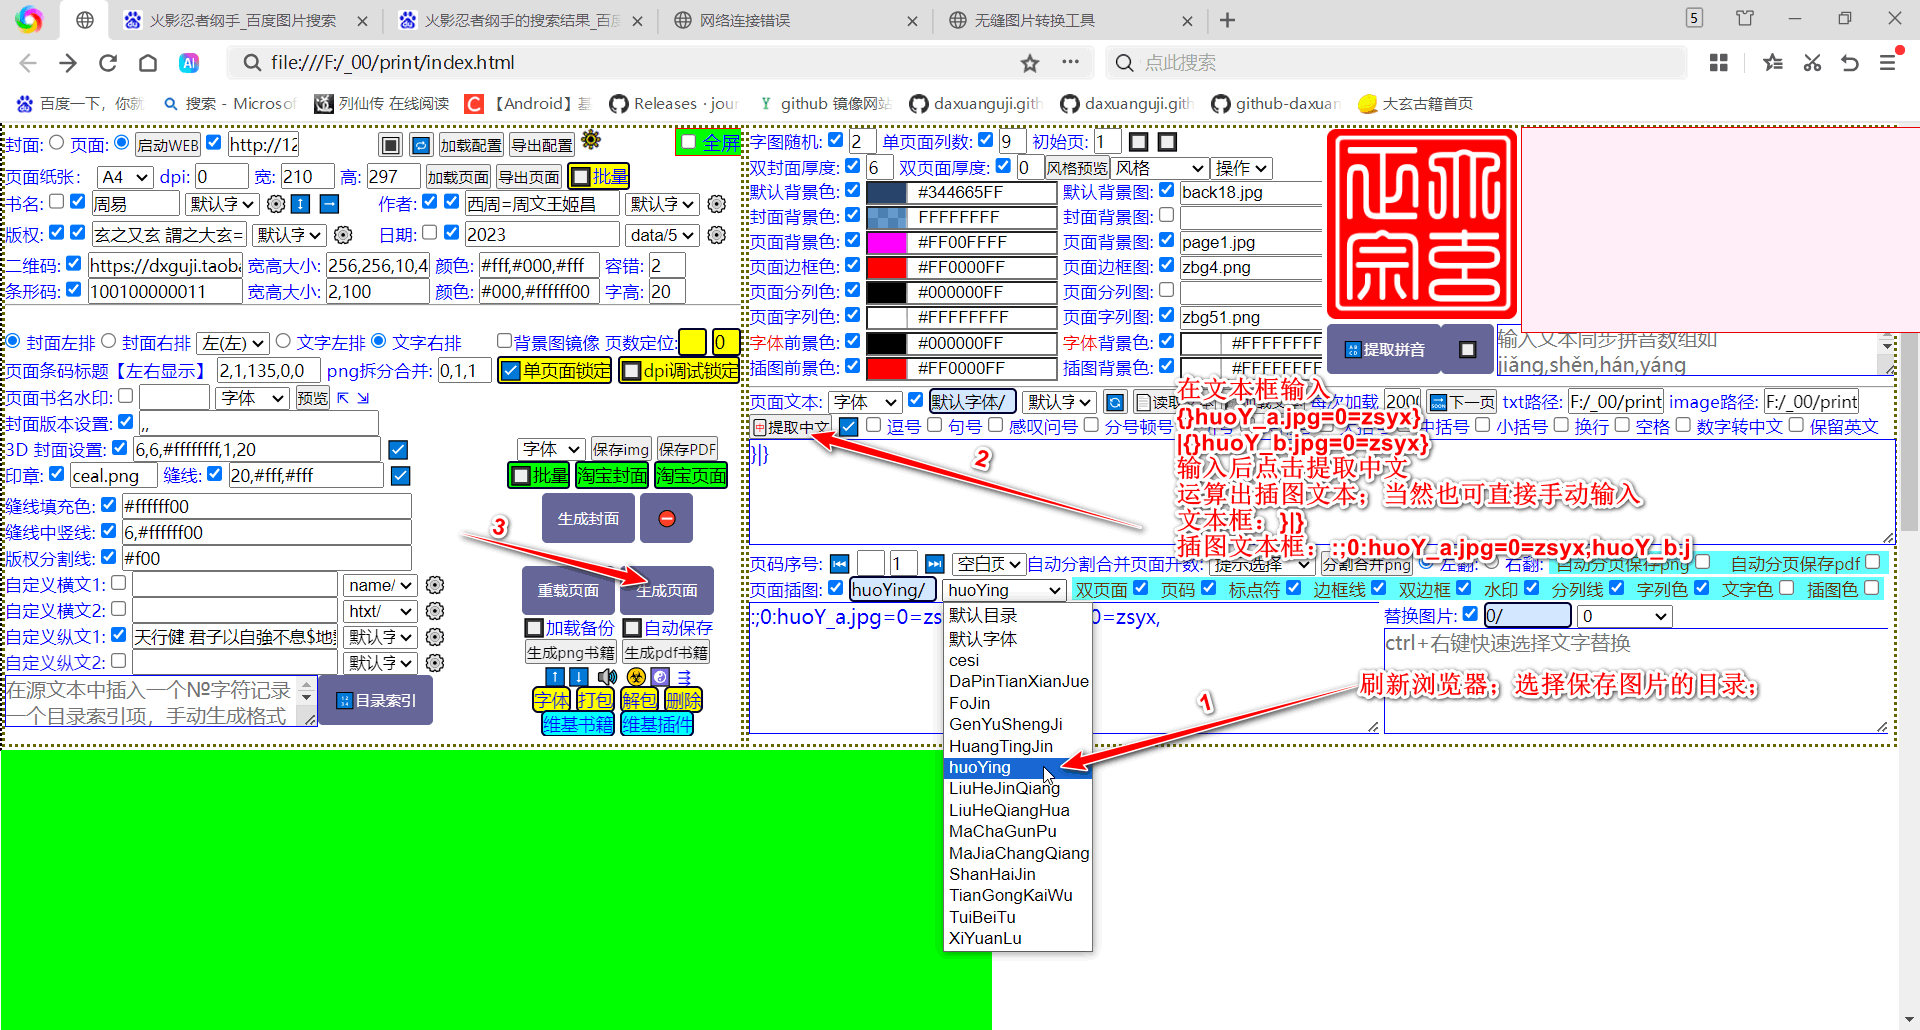 火影忍者纲手_百度图片搜索
火影忍者纲手的搜索结果_百度
网络连接错误
无缝图片转换工具
5
AI
file:///F:/_00/print/index.html
点此搜索
百度一下，你就
搜索 - Microsof
列仙传 在线阅读
【Android】基
Releases · jour
github 镜像网站
daxuanguji.gith
daxuanguji.gith
github-daxuan
大玄古籍首页
封面: 页面: 启动WEB http://12 加载配置 导出配置 全屏
页面纸张: A4 dpi: 0 宽: 210 高: 297 加载页面 导出页面 批量
书名: 周易 默认字 作者: 西周=周文王姬昌 默认字
版权: 玄之又玄 謂之大玄= 默认字 日期: 2023 data/5
二维码: https://dxguji.taoba 宽高大小: 256,256,10,4 颜色: #fff,#000,#fff 容错: 2
条形码: 100100000011 宽高大小: 2,100 颜色: #000,#ffffff00 字高: 20
封面左排 封面右排 左(左) 文字左排 文字右排 背景图镜像 页数定位: 0
页面条码标题【左右显示】 2,1,135,0,0 png拆分合并: 0,1,1 单页面锁定 dpi调试锁定
页面书名水印: 字体 预览
封面版本设置: ,,
3D 封面设置: 6,6,#ffffffff,1,20 字体 保存img 保存PDF
印章: ceal.png 缝线: 20,#fff,#fff 批量 淘宝封面 淘宝页面
缝线填充色: #ffffff00 生成封面
缝线中竖线: 6,#ffffff00
版权分割线: #f00
3
自定义横文1: name/ 重载页面 生成页面
自定义横文2: htxt/
自定义纵文1: 天行健 君子以自強不息$地 默认字 加载备份 自动保存
自定义纵文2: 默认字 生成png书籍 生成pdf书籍
在源文本中插入一个№字符记录
一个目录索引项，手动生成格式
目录索引
字体 打包 解包 删除
维基书籍 维基插件
字图随机: 2 单页面列数: 9 初始页: 1
双封面厚度: 6 双页面厚度: 0 风格预览 风格 操作
默认背景色: #344665FF 默认背景图: back18.jpg
封面背景色: FFFFFFFF 封面背景图:
页面背景色: #FF00FFFF 页面背景图: page1.jpg
页面边框色: #FF0000FF 页面边框图: zbg4.png
页面分列色: #000000FF 页面分列图:
页面字列色: #FFFFFFFF 页面字列图: zbg51.png
字体前景色: #000000FF 字体背景色: #FFFFFFFF
插图前景色: #FF0000FF 插图背景色: #FFFFFFFF
提取拼音
输入文本同步拼音数组如
jiǎng,shěn,hán,yáng
页面文本: 字体 默认字体/ 默认字 每次加载 2000 下一页 txt路径: F:/_00/print image路径: F:/_00/print
提取中文 逗号 句号 感叹问号 分号顿号 中括号 小括号 换行 空格 数字转中文 保留英文
}|}
2
在文本框输入
{}huoY_a.jpg=0=zsyx}
|{}huoY_b.jpg=0=zsyx}
输入后点击提取中文
运算出插图文本；当然也可直接手动输入
文本框：}|}
插图文本框：:;0:huoY_a.jpg=0=zsyx,huoY_b:j
页码序号: 1 空白页 自动分割合并页面开数: 提示选择 分割合并png 左翻: 右翻: 自动分页保存png 自动分页保存pdf
页面插图: huoYing/ huoYing 双页面 页码 标点符 边框线 双边框 水印 分列线 字列色 文字色 插图色
:;0:huoY_a.jpg=0=zs 0=zsyx,
替换图片: 0/ 0
ctrl+右键快速选择文字替换
默认目录
默认字体
cesi
DaPinTianXianJue
FoJin
GenYuShengJi
HuangTingJin
huoYing
LiuHeJinQiang
LiuHeQiangHua
MaChaGunPu
MaJiaChangQiang
ShanHaiJin
TianGongKaiWu
TuiBeiTu
XiYuanLu
1
刷新浏览器；选择保存图片的目录；